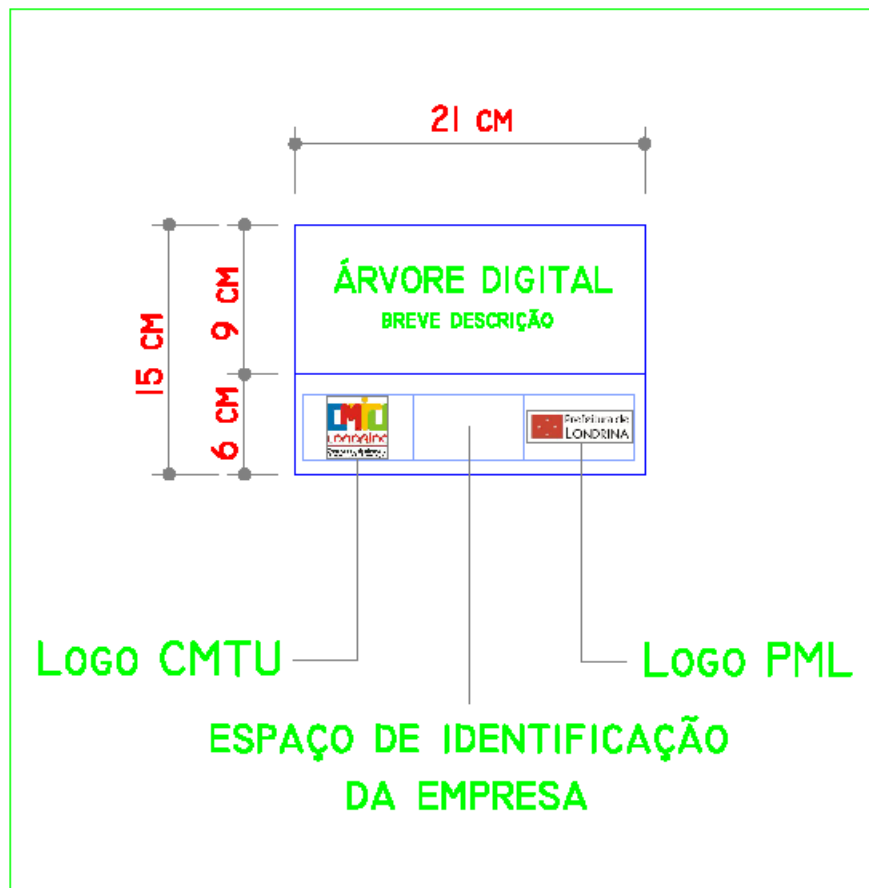 21 CM
ÁRVORE DIGITAL
BREVE DESCRIÇÃO
15 CM
9 CM
6 CM
LONDRINA
Prefeitura de
LONDRINA
LOGO CMTU
LOGO PML
ESPAÇO DE IDENTIFICAÇÃO
DA EMPRESA